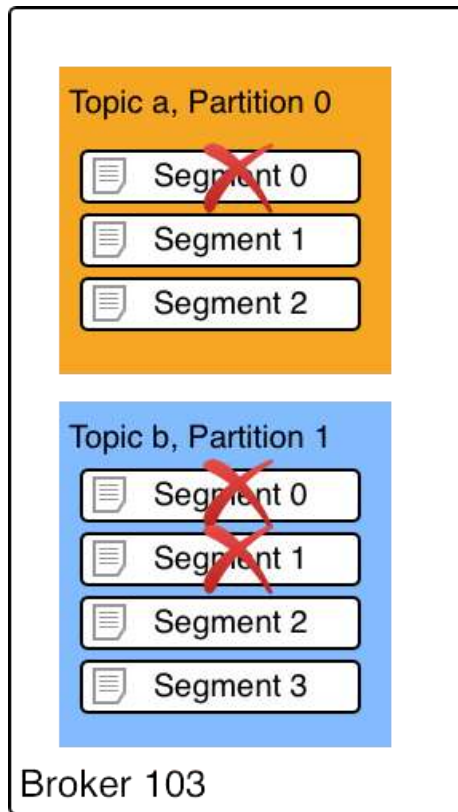 Topic a, Partition 0
Segment 0
Segment 1
Segment 2
Topic b, Partition 1
Segment 0
Segment 1
Segment 2
Segment 3
Broker 103